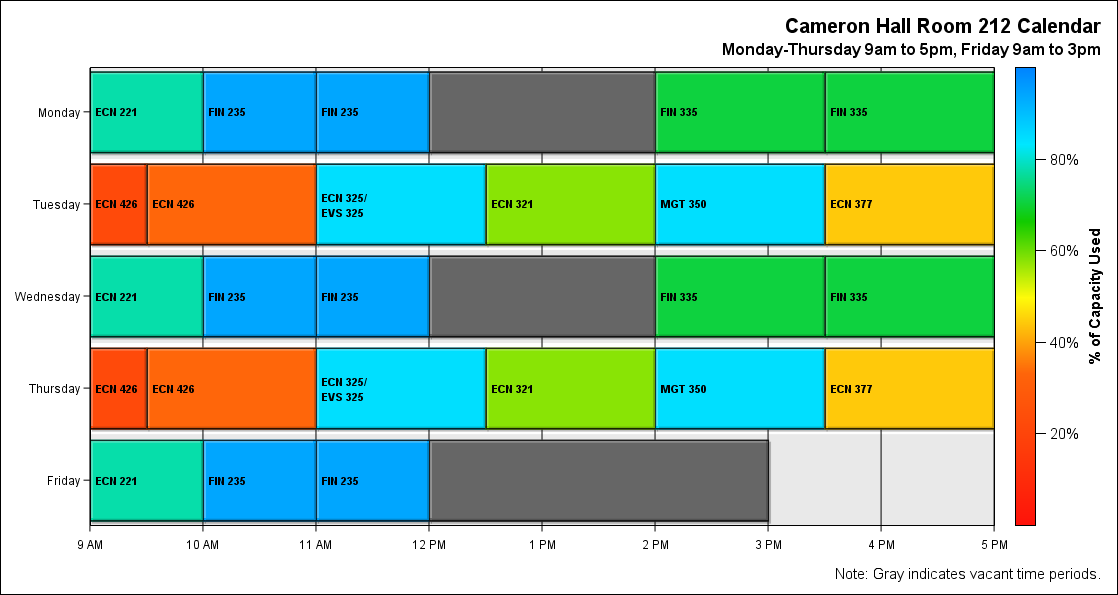 Cameron Hall Room 212 Calendar
Monday-Thursday 9am to 5pm, Friday 9am to 3pm
Monday
ECN 221
FIN 235
FIN 235
FIN 335
FIN 335
Tuesday
ECN 426
ECN 426
ECN 325/
EVS 325
ECN 321
MGT 350
ECN 377
Wednesday
ECN 221
FIN 235
FIN 235
FIN 335
FIN 335
Thursday
ECN 426
ECN 426
ECN 325/
EVS 325
ECN 321
MGT 350
ECN 377
Friday
ECN 221
FIN 235
FIN 235
9 AM
10 AM
11 AM
12 PM
1 PM
2 PM
3 PM
4 PM
5 PM
80%
60%
40%
20%
% of Capacity Used
Note: Gray indicates vacant time periods.